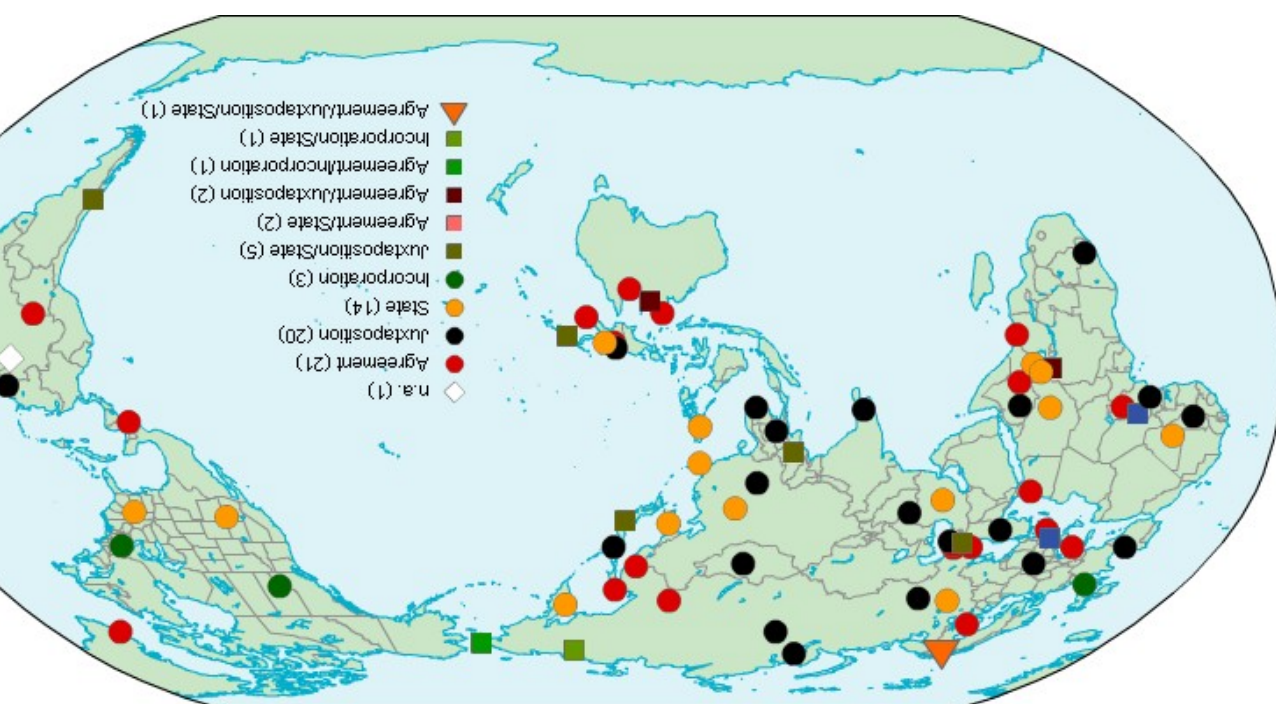 n.a. (1)
Agreement (21)
Juxtaposition (20)
State (14)
Incorporation (3)
Juxtaposition/State (5)
Agreement/State (2)
Agreement/Juxtaposition (2)
Agreement/Incorporation (1)
Incorporation/State (1)
Agreement/Juxtaposition/State (1)